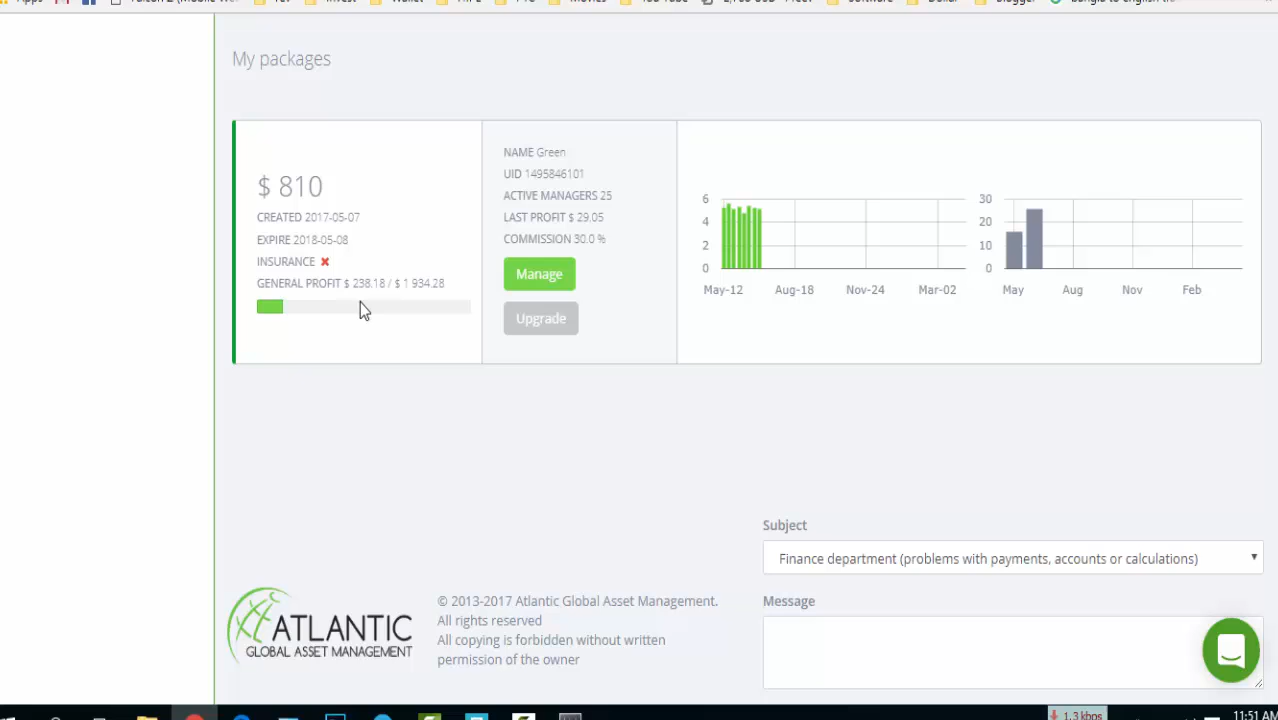 My packages
$ 810
CREATED 2017-05-07
EXPIRE 2018-05-08
INSURANCE
GENERAL PROFIT $ 238.18 / $ 1 934.28
NAME Green
UID 1495846101
ACTIVE MANAGERS 25
LAST PROFIT $ 29.05
COMMISSION 30.0 %
Manage
Upgrade
6
4
2
0
May-12 Aug-18 Nov-24 Mar-02
30
20
10
0
May Aug Nov Feb
Subject
Finance department (problems with payments, accounts or calculations)
Message
ATLANTIC
GLOBAL ASSET MANAGEMENT
© 2013-2017 Atlantic Global Asset Management.
All rights reserved
All copying is forbidden without written
permission of the owner
1.3 kbps
11:51 AM